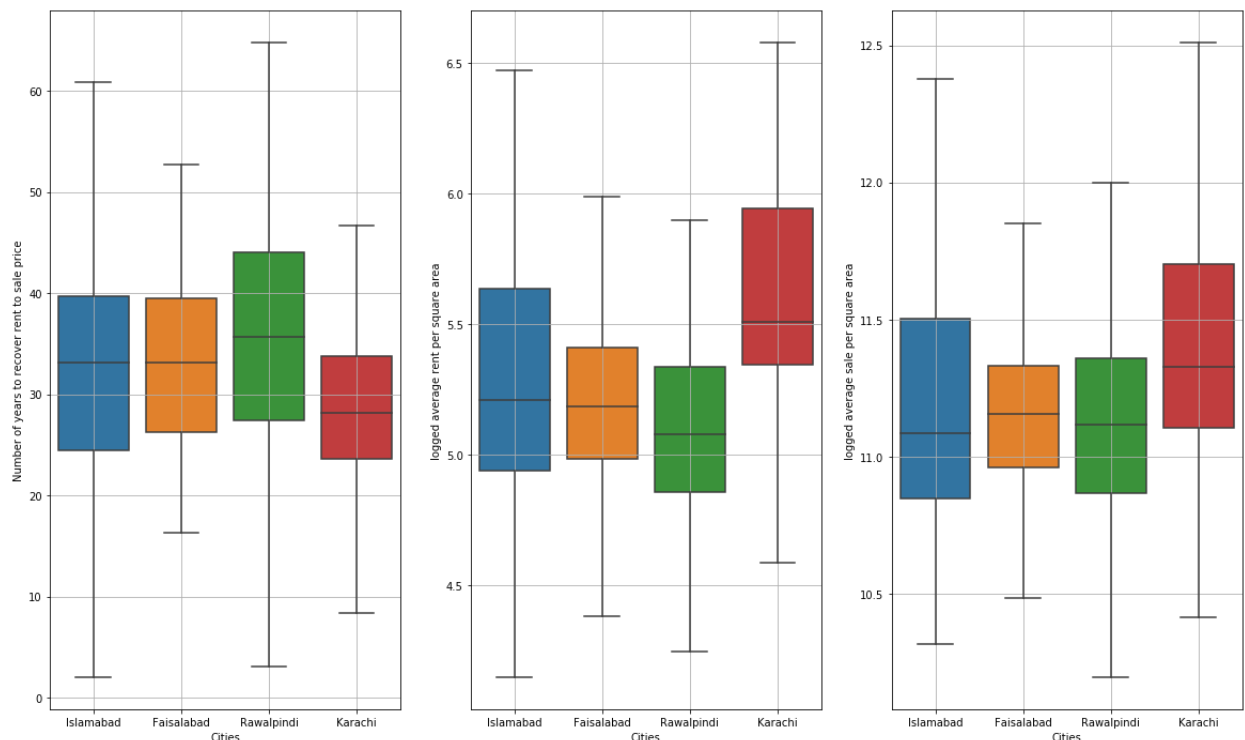 Number of years to recover rent to sale price
60
50
40
30
20
10
0
Islamabad Faisalabad Rawalpindi Karachi
Cities
logged average rent per square area
6.5
6.0
5.5
5.0
4.5
Islamabad Faisalabad Rawalpindi Karachi
Cities
logged average sale per square area
12.5
12.0
11.5
11.0
10.5
Islamabad Faisalabad Rawalpindi Karachi
Cities